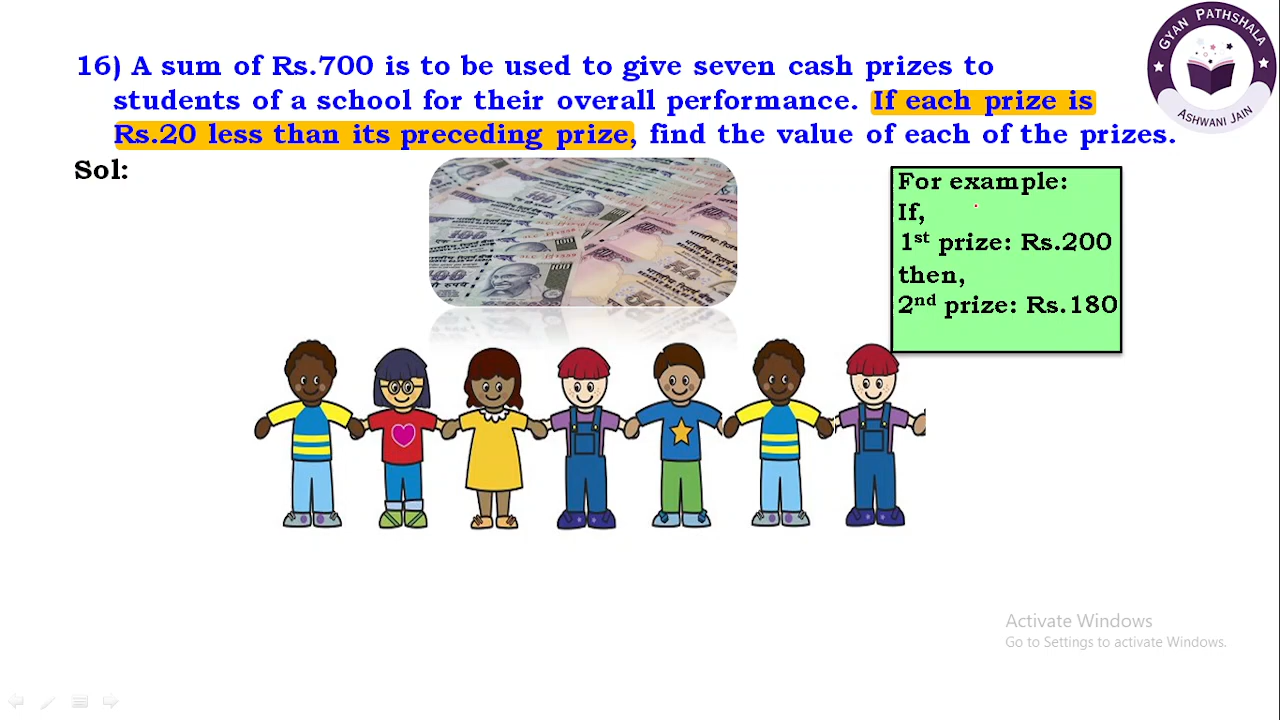 GYAN PATHSHALA
ASHWANI JAIN
16) A sum of Rs.700 is to be used to give seven cash prizes to
students of a school for their overall performance. If each prize is
Rs.20 less than its preceding prize, find the value of each of the prizes.
Sol:
For example:
If,
1st prize: Rs.200
then,
2nd prize: Rs.180
100
100
Activate Windows
Go to Settings to activate Windows.